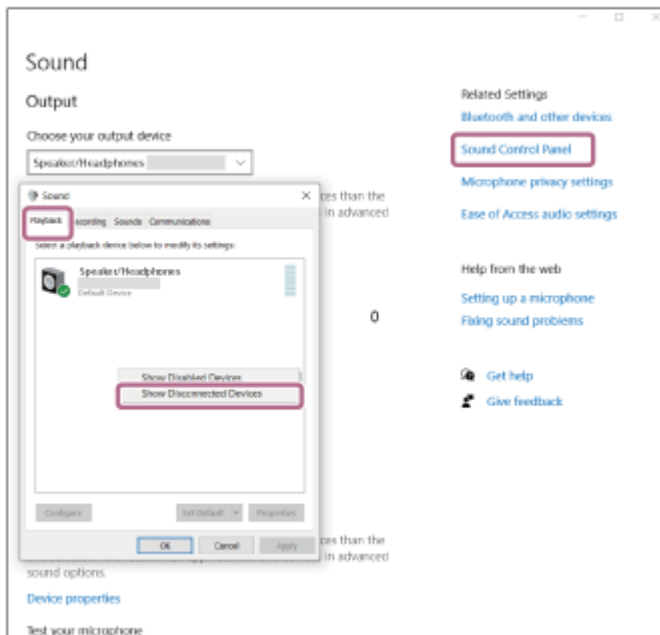 Sound
Output
Choose your output device
Speaker/Headphones
Sound
Playback
Recording
Sounds
Communications
Select a playback device below to modify its settings:
Speaker/Headphones
Default Device
Show Disabled Devices
Show Disconnected Devices
Configure
Set Default
Properties
OK
Cancel
Apply
ces than the
in advanced
0
ces than the
in advanced
sound options.
Device properties
Test your microphone
Related Settings
Bluetooth and other devices
Sound Control Panel
Microphone privacy settings
Ease of Access audio settings
Help from the web
Setting up a microphone
Fixing sound problems
Get help
Give feedback